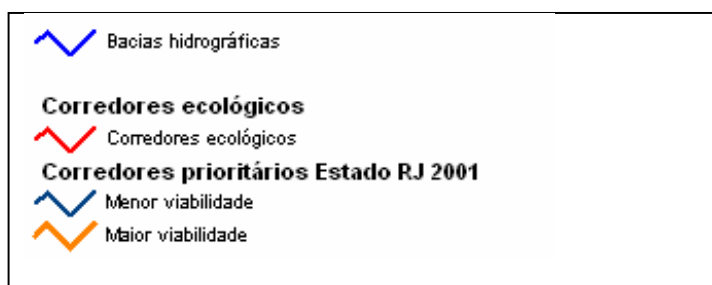 Bacias hidrográficas
Corredores ecológicos
Corredores ecológicos
Corredores prioritários Estado RJ 2001
Menor viabilidade
Maior viabilidade